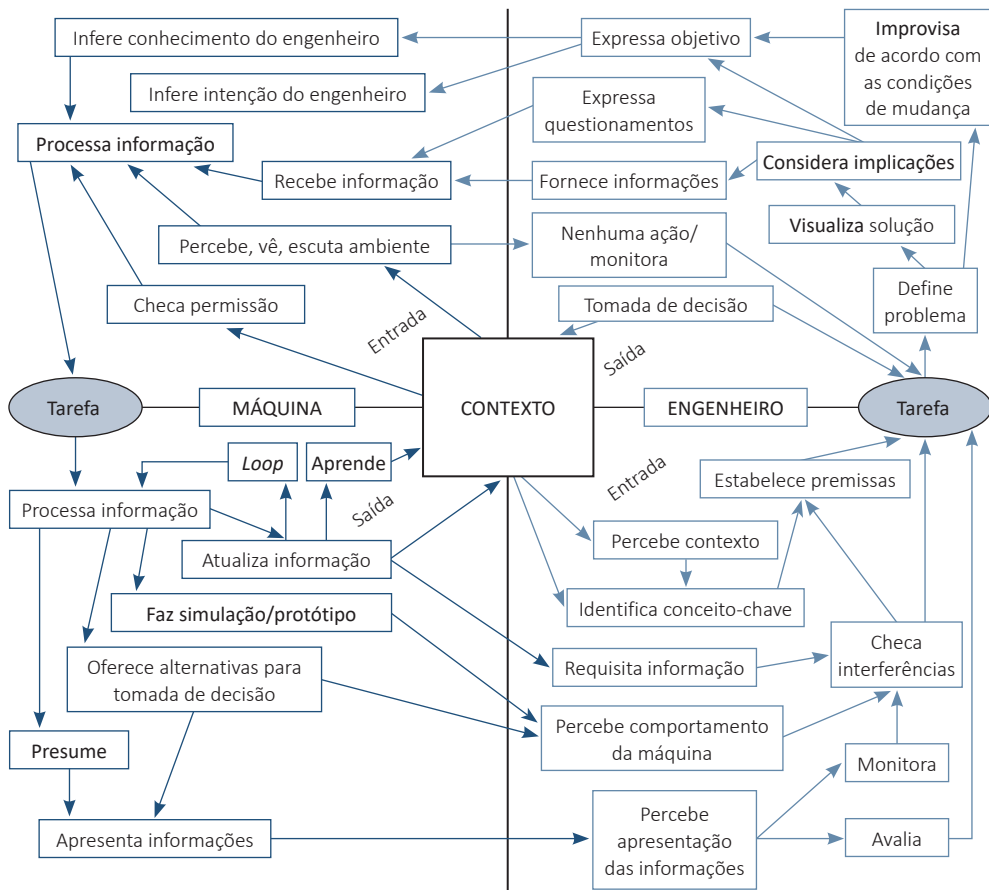 Infere conhecimento do engenheiro
Expressa objetivo
Improvisa
de acordo com
as condições
de mudança
Infere intenção do engenheiro
Expressa
questionamentos
Processa informação
Considera implicações
Recebe informação
Fornece informações
Visualiza solução
Percebe, vê, escuta ambiente
Nenhuma ação/
monitora
Define
problema
Checa permissão
Tomada de decisão
Entrada
Saída
Tarefa
MÁQUINA
CONTEXTO
ENGENHEIRO
Tarefa
Loop
Aprende
Entrada
Estabelece premissas
Processa informação
Saída
Atualiza informação
Percebe contexto
Faz simulação/protótipo
Identifica conceito-chave
Oferece alternativas para
tomada de decisão
Requisita informação
Checa
interferências
Presume
Percebe comportamento
da máquina
Monitora
Apresenta informações
Percebe
apresentação
das informações
Avalia